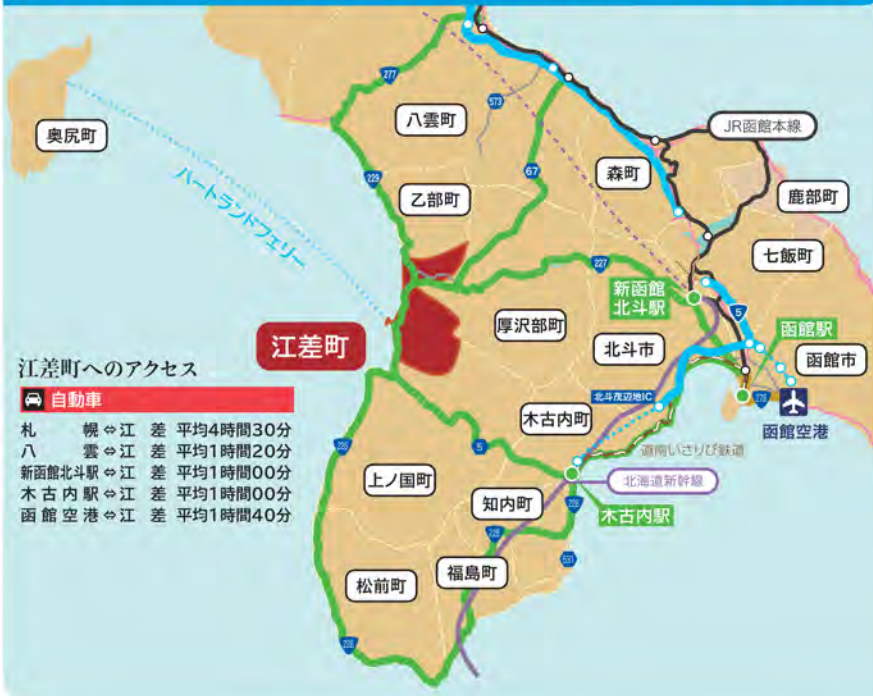 277
573
八雲町
JR函館本線
奥尻町
67
森町
229
鹿部町
乙部町
ハートランドフェリー
七飯町
227
新函館
北斗駅
5
函館駅
厚沢部町
江差町
北斗市
函館市
江差町へのアクセス
自動車
北斗茂辺地IC
278
函館空港
木古内町
札幌⇔江差 平均4時間30分
八雲⇔江差 平均1時間20分
新函館北斗駅⇔江差 平均1時間00分
木古内駅⇔江差 平均1時間00分
函館空港⇔江差 平均1時間40分
228
5
道南いさりび鉄道
上ノ国町
北海道新幹線
知内町
228
木古内駅
228
531
福島町
松前町
228